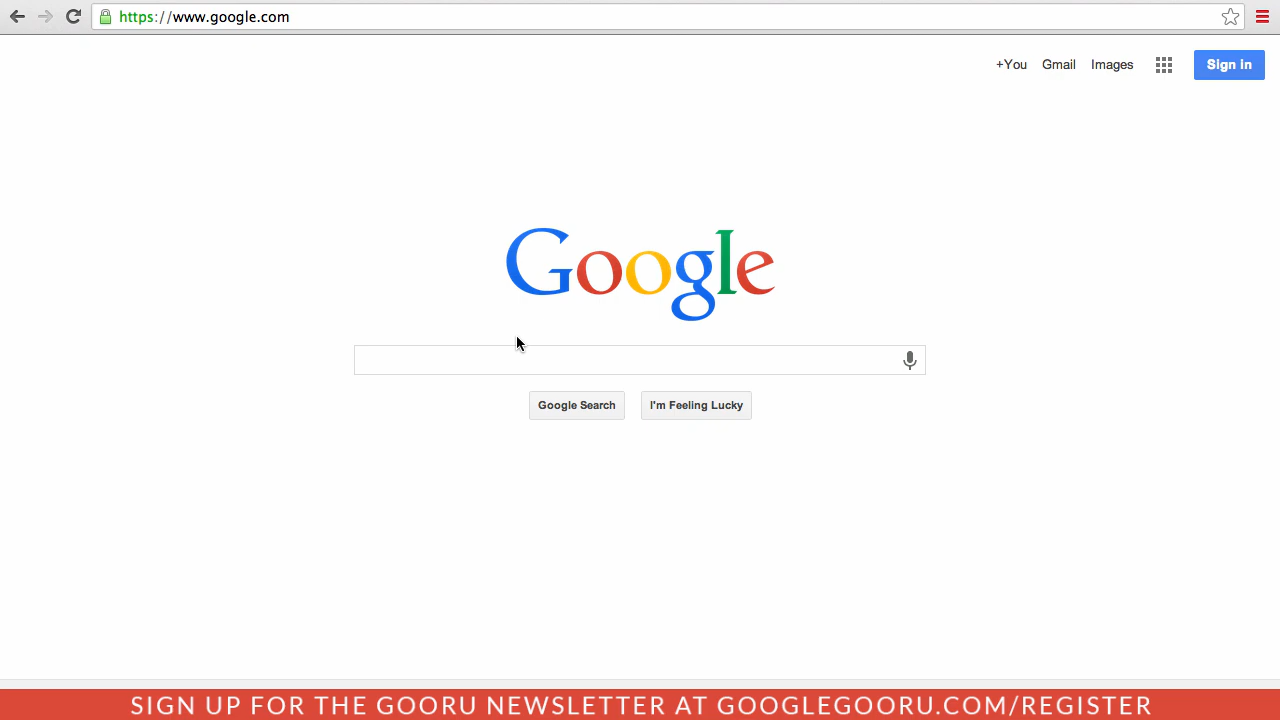 https://www.google.com
+You Gmail Images Sign in
Google
Google Search I'm Feeling Lucky
SIGN UP FOR THE GOORU NEWSLETTER AT GOOGLEGOORU.COM/REGISTER